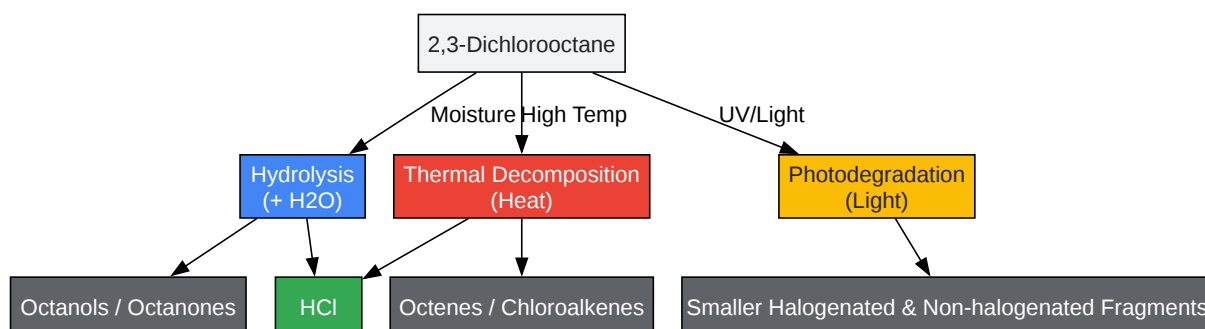 2,3-Dichlorooctane
Moisture
High Temp
UV/Light
Hydrolysis
(+ H2O)
Thermal Decomposition
(Heat)
Photodegradation
(Light)
Octanols / Octanones
HCl
Octenes / Chloroalkenes
Smaller Halogenated & Non-halogenated Fragments